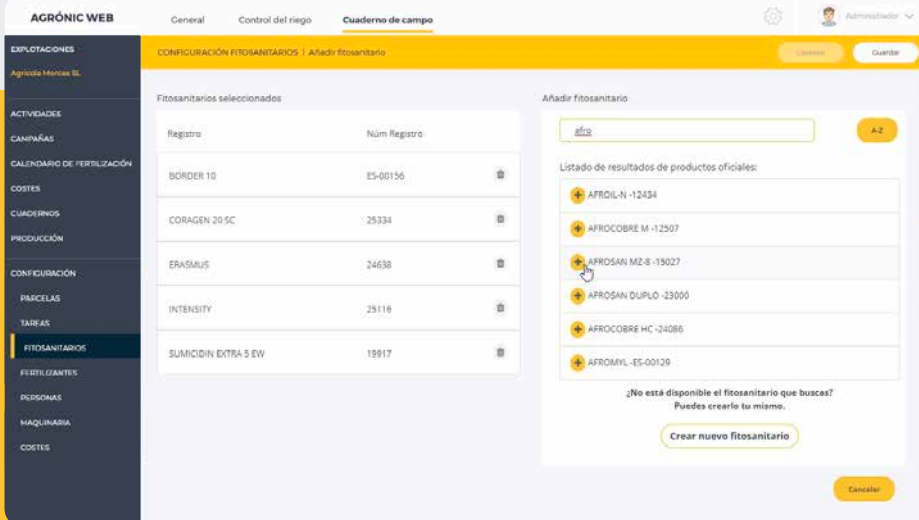 AGRÓNIC WEB
General
Control del riego
Cuaderno de campo
Administrador
EXPLOTACIONES
Agrícola Morcas SL
CONFIGURACIÓN FITOSANITARIOS | Añadir fitosanitario
Cancelar
Guardar
ACTIVIDADES
CAMPAÑAS
CALENDARIO DE FERTILIZACIÓN
COSTES
CUADERNOS
PRODUCCIÓN
CONFIGURACIÓN
PARCELAS
TAREAS
FITOSANITARIOS
FERTILIZANTES
PERSONAS
MAQUINARIA
COSTES
Fitosanitarios seleccionados
Registro Núm Registro
BORDER 10 ES-00156
CORAGEN 20 SC 25334
ERASMUS 24638
INTENSITY 25116
SUMICIDIN EXTRA 5 EW 19917
Añadir fitosanitario
afro
A-Z
Listado de resultados de productos oficiales:
AFROIL-N -12434
AFROCOBRE M -12507
AFROSAN MZ-8 -15027
AFROSAN DUPLO -23000
AFROCOBRE HC -24086
AFROMYL -ES-00129
¿No está disponible el fitosanitario que buscas?
Puedes crearlo tu mismo.
Crear nuevo fitosanitario
Cancelar